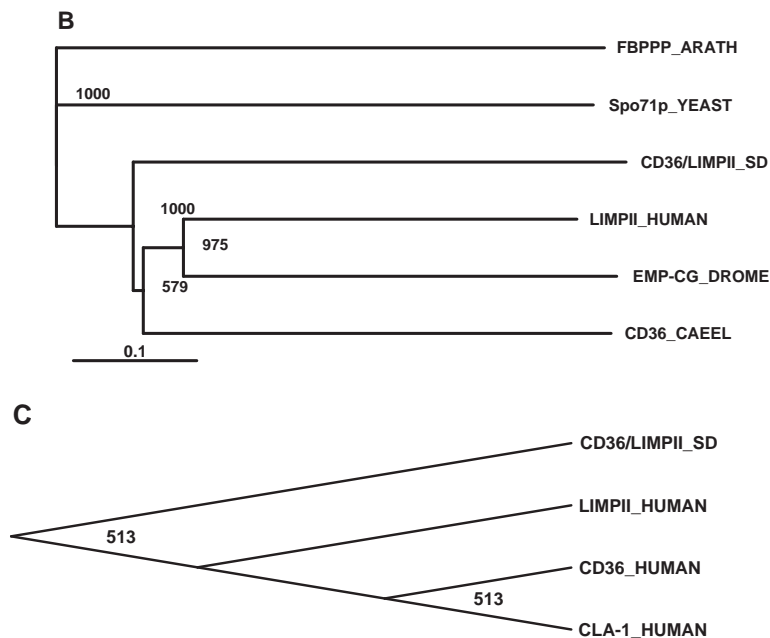 B
FBPPP_ARATH
1000
Spo71p_YEAST
CD36/LIMPII_SD
1000
LIMPII_HUMAN
975
EMP-CG_DROME
579
CD36_CAEEL
0.1
C
CD36/LIMPII_SD
LIMPII_HUMAN
513
CD36_HUMAN
513
CLA-1_HUMAN